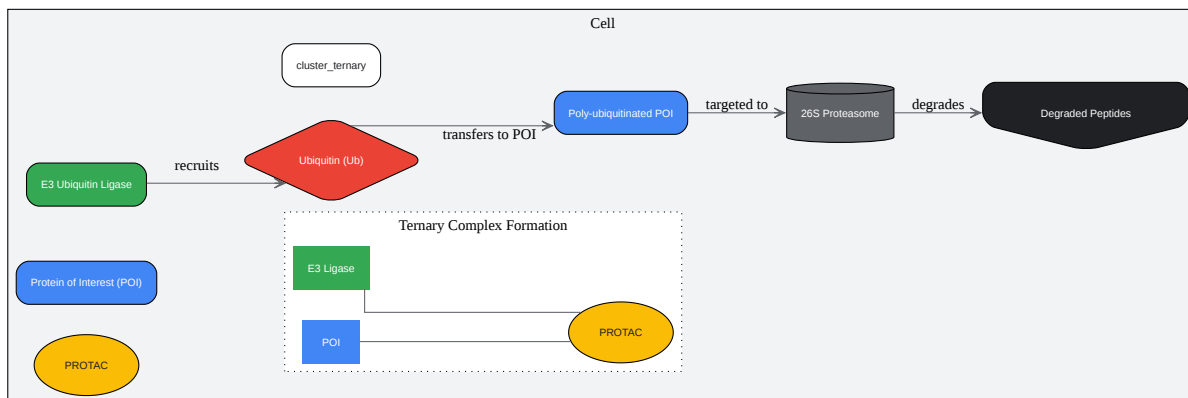 Cell
cluster_ternary
Poly-ubiquitinated POI
targeted to
26S Proteasome
degrades
Degraded Peptides
transfers to POI
Ubiquitin (Ub)
recruits
E3 Ubiquitin Ligase
Ternary Complex Formation
E3 Ligase
Protein of Interest (POI)
PROTAC
POI
PROTAC